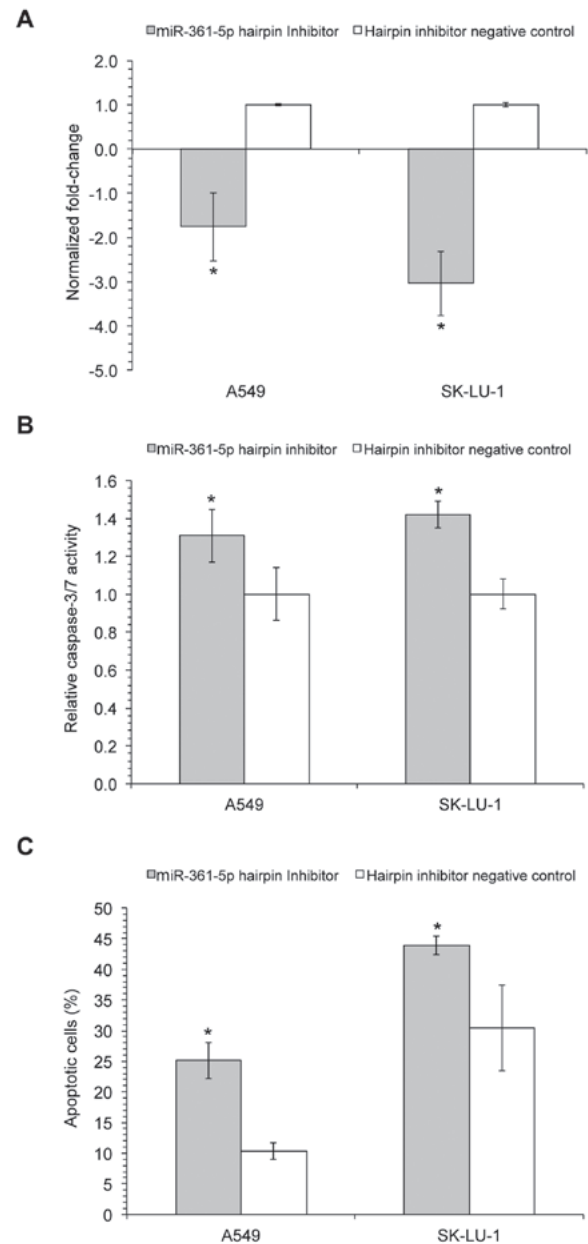 A
miR-361-5p hairpin Inhibitor Hairpin inhibitor negative control
Normalized fold-change
2.0
1.0
0.0
-1.0
-2.0
-3.0
-4.0
-5.0
*
*
A549 SK-LU-1
B
miR-361-5p hairpin inhibitor Hairpin inhibitor negative control
Relative caspase-3/7 activity
1.6
1.4
1.2
1.0
0.8
0.6
0.4
0.2
0.0
*
*
A549 SK-LU-1
C
miR-361-5p hairpin Inhibitor Hairpin inhibitor negative control
Apoptotic cells (%)
50
45
40
35
30
25
20
15
10
5
0
*
*
A549 SK-LU-1